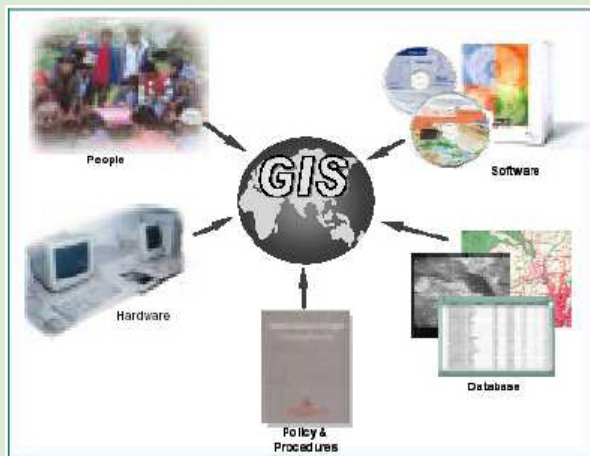 People
Software
GIS
Hardware
Database
Policy &
Procedures